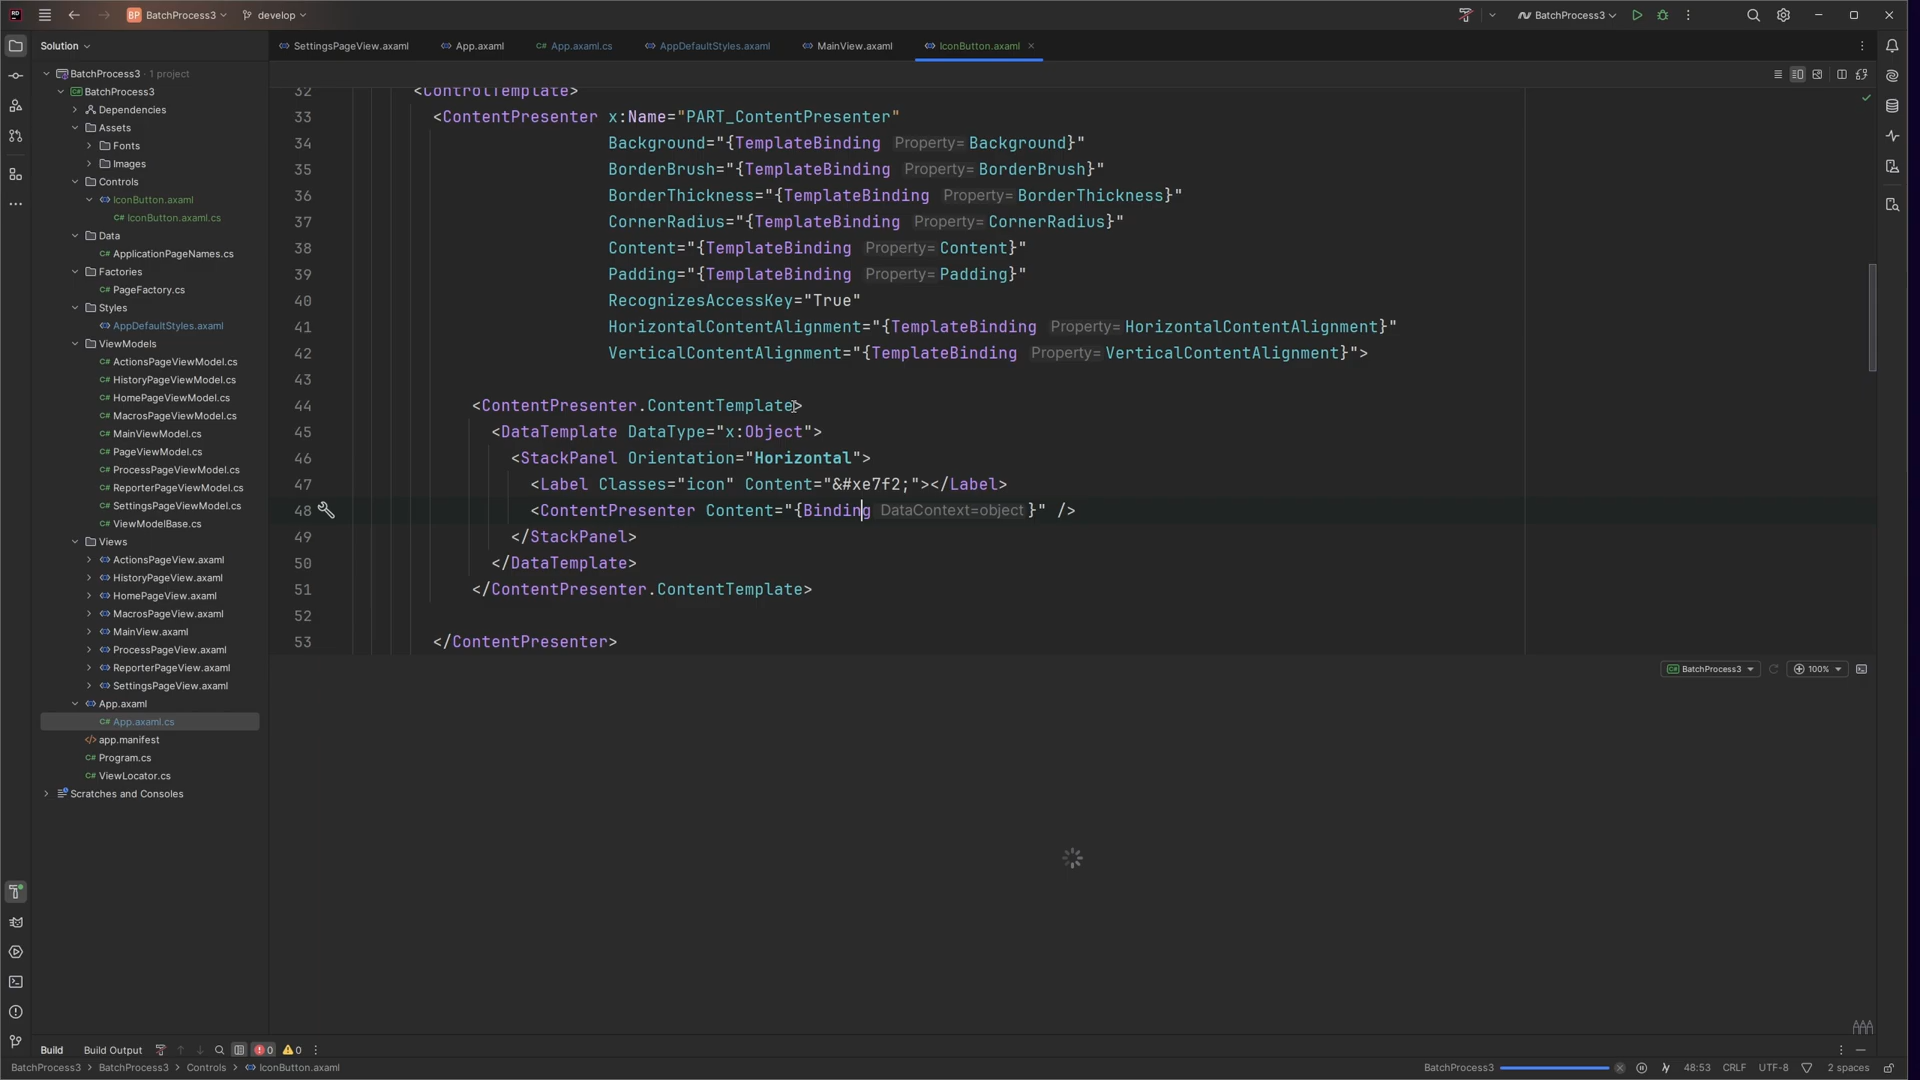 BP BatchProcess3 develop BatchProcess3
Solution SettingsPageView.axaml App.axaml App.axaml.cs AppDefaultStyles.axaml MainView.axaml IconButton.axaml
BatchProcess3 · 1 project
BatchProcess3
Dependencies
Assets
Fonts
Images
Controls
IconButton.axaml
C# IconButton.axaml.cs
Data
C# ApplicationPageNames.cs
Factories
C# PageFactory.cs
Styles
AppDefaultStyles.axaml
ViewModels
C# ActionsPageViewModel.cs
C# HistoryPageViewModel.cs
C# HomePageViewModel.cs
C# MacrosPageViewModel.cs
C# MainViewModel.cs
C# PageViewModel.cs
C# ProcessPageViewModel.cs
C# ReporterPageViewModel.cs
C# SettingsPageViewModel.cs
C# ViewModelBase.cs
Views
ActionsPageView.axaml
HistoryPageView.axaml
HomePageView.axaml
MacrosPageView.axaml
MainView.axaml
ProcessPageView.axaml
ReporterPageView.axaml
SettingsPageView.axaml
App.axaml
C# App.axaml.cs
app.manifest
C# Program.cs
C# ViewLocator.cs
Scratches and Consoles
32 <ControlTemplate>
33 <ContentPresenter x:Name="PART_ContentPresenter"
34 Background="{TemplateBinding Property= Background}"
35 BorderBrush="{TemplateBinding Property= BorderBrush}"
36 BorderThickness="{TemplateBinding Property= BorderThickness}"
37 CornerRadius="{TemplateBinding Property= CornerRadius}"
38 Content="{TemplateBinding Property= Content}"
39 Padding="{TemplateBinding Property= Padding}"
40 RecognizesAccessKey="True"
41 HorizontalContentAlignment="{TemplateBinding Property= HorizontalContentAlignment}"
42 VerticalContentAlignment="{TemplateBinding Property= VerticalContentAlignment}">
43
44 <ContentPresenter.ContentTemplate>
45 <DataTemplate DataType="x:Object">
46 <StackPanel Orientation="Horizontal">
47 <Label Classes="icon" Content="&#xe7f2;"></Label>
48 <ContentPresenter Content="{Binding DataContext=object}" />
49 </StackPanel>
50 </DataTemplate>
51 </ContentPresenter.ContentTemplate>
52
53 </ContentPresenter>
BatchProcess3 100%
Build Build Output 0 0
BatchProcess3 > BatchProcess3 > Controls > IconButton.axaml BatchProcess3 48:53 CRLF UTF-8 2 spaces